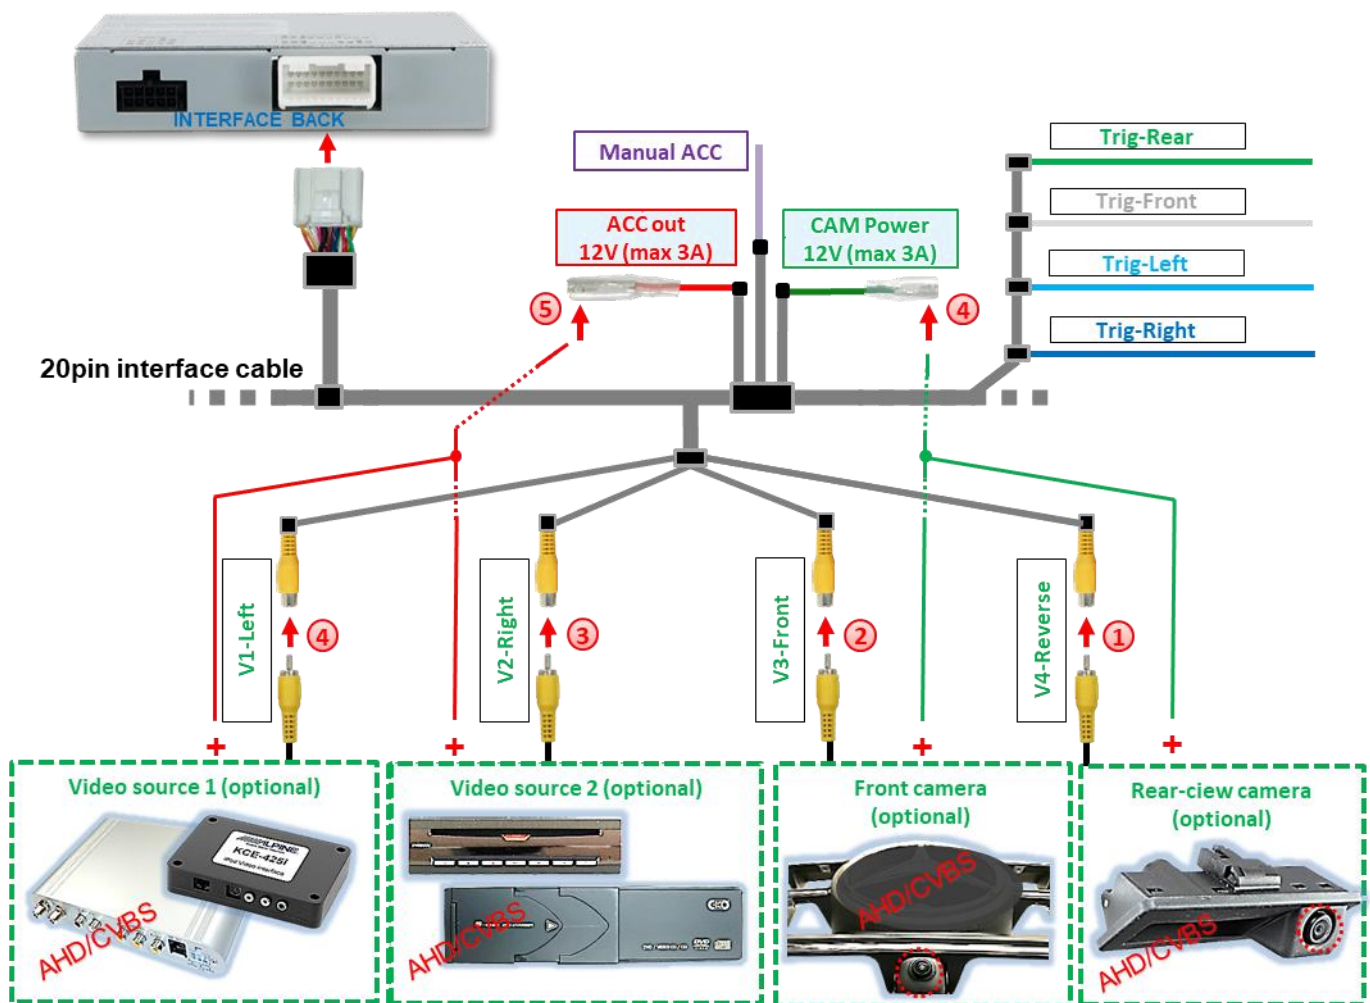 INTERFACE BACK
Manual ACC
ACC out
12V (max 3A)
CAM Power
12V (max 3A)
Trig-Rear
Trig-Front
Trig-Left
Trig-Right
5
4
20pin interface cable
V1-Left
4
V2-Right
3
V3-Front
2
V4-Reverse
1
+
+
+
+
Video source 1 (optional)
ALPINE
KCE-425i
iPod Video Interface
AHD/CVBS
Video source 2 (optional)
AHD/CVBS
Front camera
(optional)
AHD/CVBS
Rear-ciew camera
(optional)
AHD/CVBS